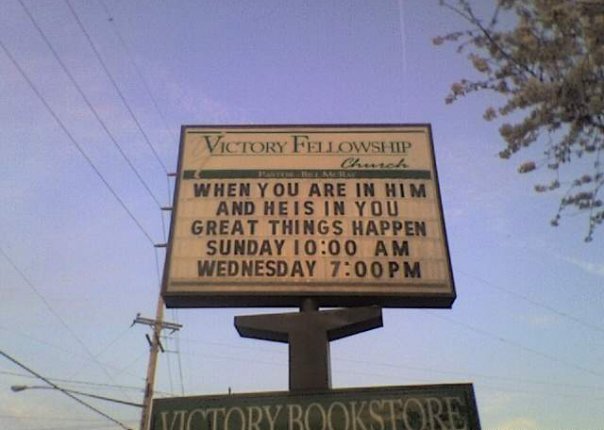 VICTORY FELLOWSHIP
Church
PASTOR - BILL MCRAY
WHEN YOU ARE IN HIM
AND HE IS IN YOU
GREAT THINGS HAPPEN
SUNDAY 10:00 AM
WEDNESDAY 7:00PM
VICTORY BOOKSTORE